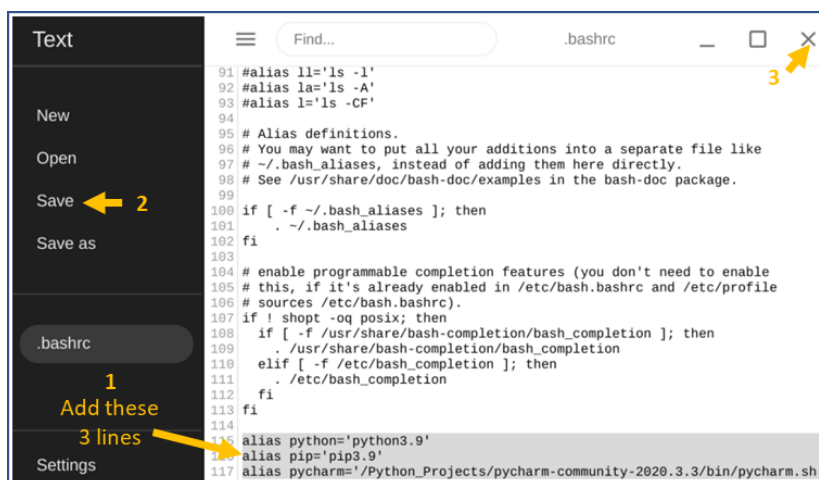 Text
Find...
.bashrc
3
New
Open
Save
2
Save as
.bashrc
1
Add these
3 lines
Settings
91 #alias ll='ls -l'
92 #alias la='ls -A'
93 #alias l='ls -CF'
94
95 # Alias definitions.
96 # You may want to put all your additions into a separate file like
97 # ~/.bash_aliases, instead of adding them here directly.
98 # See /usr/share/doc/bash-doc/examples in the bash-doc package.
99
100 if [ -f ~/.bash_aliases ]; then
101     . ~/.bash_aliases
102 fi
103
104 # enable programmable completion features (you don't need to enable
105 # this, if it's already enabled in /etc/bash.bashrc and /etc/profile
106 # sources /etc/bash.bashrc).
107 if ! shopt -oq posix; then
108   if [ -f /usr/share/bash-completion/bash_completion ]; then
109     . /usr/share/bash-completion/bash_completion
110   elif [ -f /etc/bash_completion ]; then
111     . /etc/bash_completion
112   fi
113 fi
114
115 alias python='python3.9'
116 alias pip='pip3.9'
117 alias pycharm='/Python_Projects/pycharm-community-2020.3.3/bin/pycharm.sh